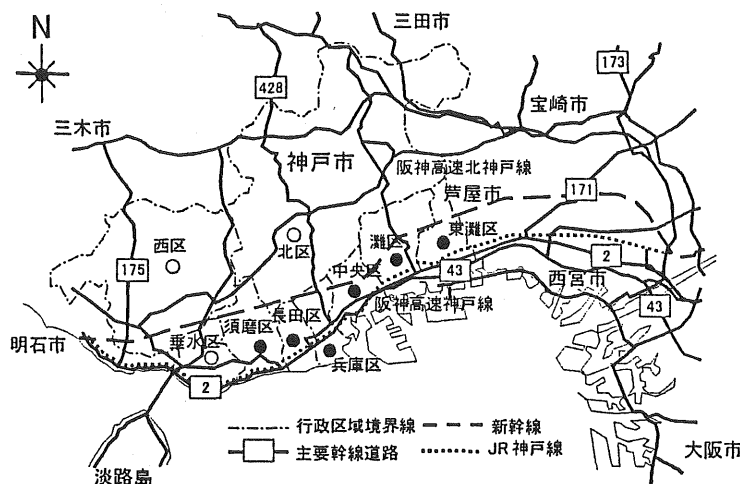 N
三田市
173
428
宝崎市
三木市
神戸市
阪神高速北神戸線
芦屋市
171
西区
北区
灘区
東灘区
175
中央区
43
2
西宮市
阪神高速神戸線
43
明石市
垂水区
須磨区
長田区
兵庫区
2
行政区域境界線
新幹線
主要幹線道路
JR神戸線
大阪市
淡路島